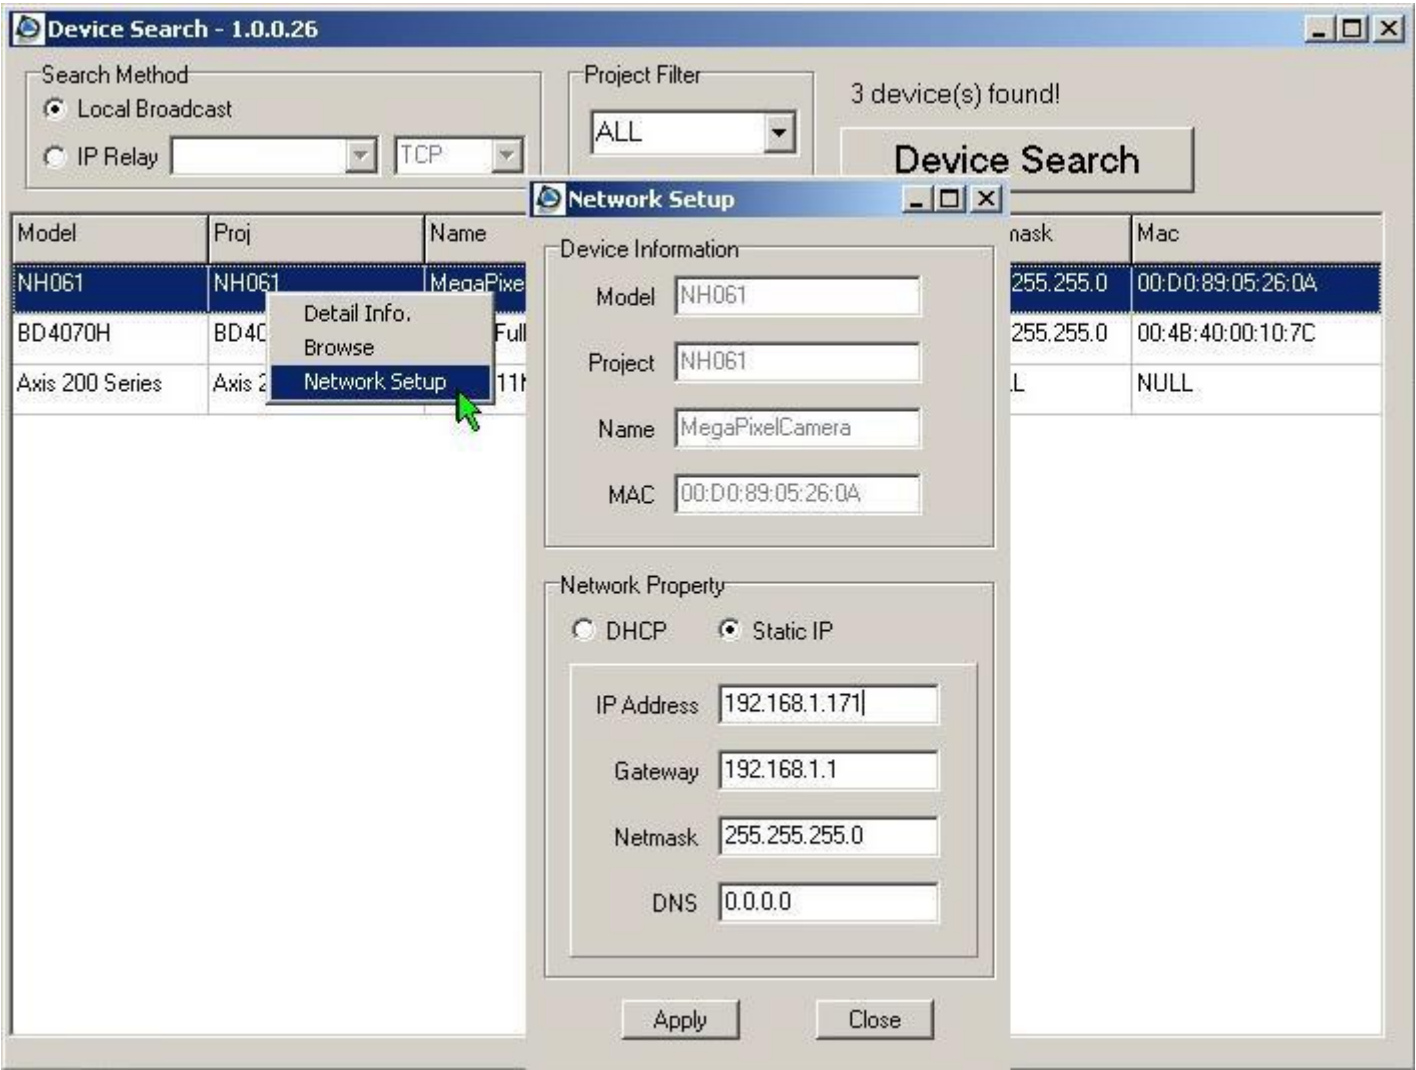 Device Search - 1.0.0.26
Search Method
Project Filter
Local Broadcast
3 device(s) found!
IP Relay
TCP
ALL
Device Search
Network Setup
Model Proj Name mask Mac
NH061 NH061 MegaPixe 255.255.0 00:D0:89:05:26:0A
BD4070H BD40 Full 255.255.0 00:4B:40:00:10:7C
Axis 200 Series Axis 2 NULL
Detail Info.
Browse
Network Setup
Device Information
Model NH061
Project NH061
Name MegaPixelCamera
MAC 00:D0:89:05:26:0A
Network Property
DHCP Static IP
IP Address 192.168.1.171
Gateway 192.168.1.1
Netmask 255.255.255.0
DNS 0.0.0.0
Apply Close